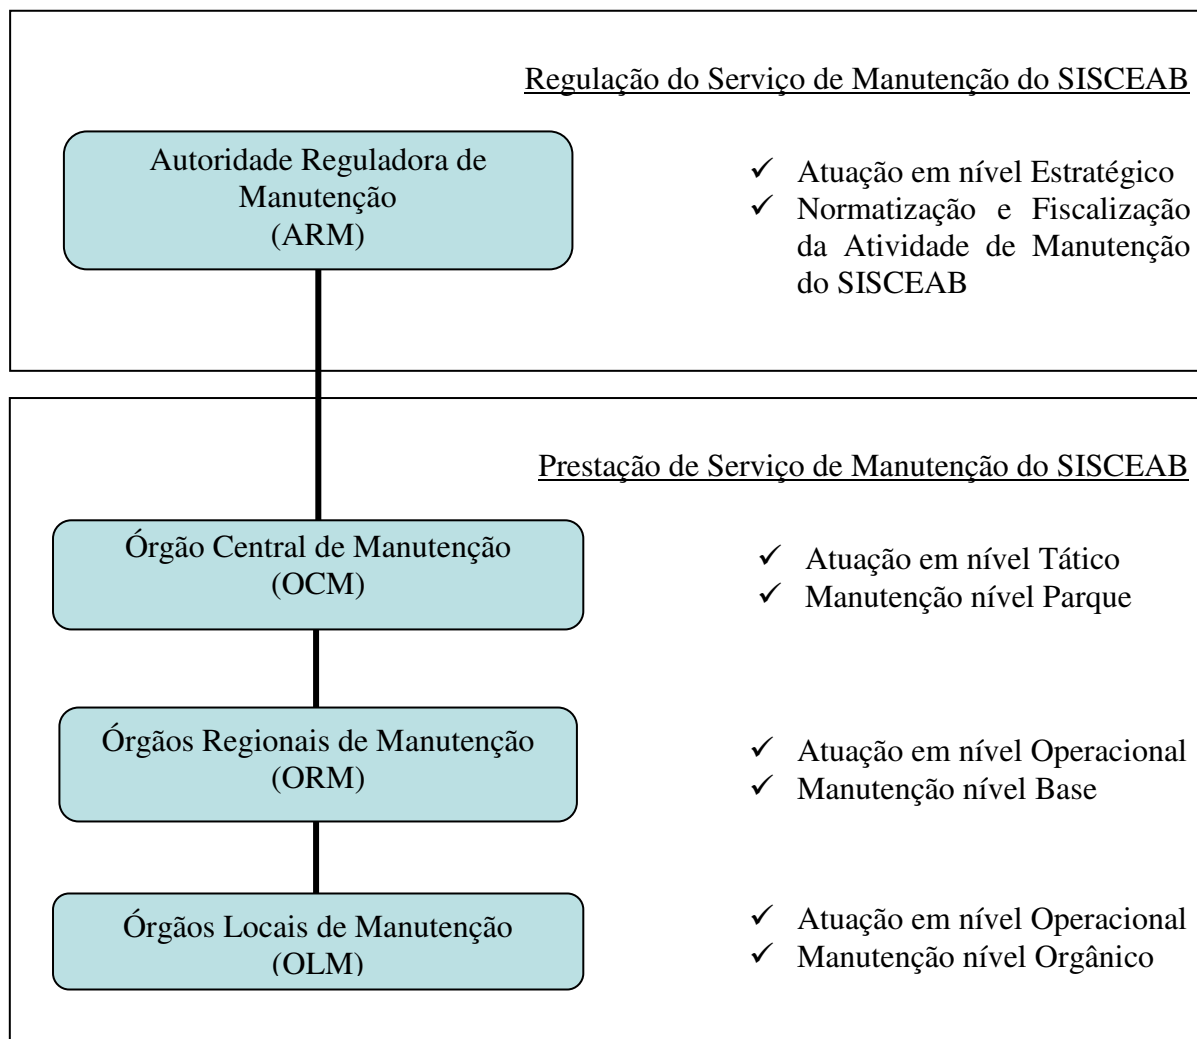 Regulação do Serviço de Manutenção do SISCEAB
Autoridade Reguladora de
Manutenção
(ARM)
✓ Atuação em nível Estratégico
✓ Normatização e Fiscalização
da Atividade de Manutenção
do SISCEAB
Prestação de Serviço de Manutenção do SISCEAB
Órgão Central de Manutenção
(OCM)
✓ Atuação em nível Tático
✓ Manutenção nível Parque
Órgãos Regionais de Manutenção
(ORM)
✓ Atuação em nível Operacional
✓ Manutenção nível Base
Órgãos Locais de Manutenção
(OLM)
✓ Atuação em nível Operacional
✓ Manutenção nível Orgânico